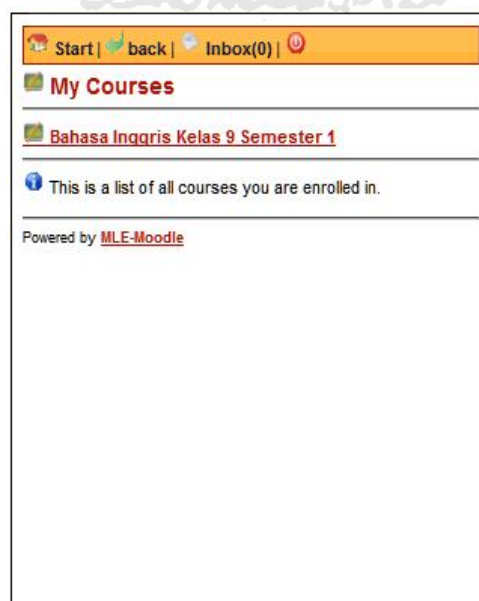 Start | back | Inbox(0) |
My Courses
Bahasa Inggris Kelas 9 Semester 1
This is a list of all courses you are enrolled in.
Powered by MLE-Moodle